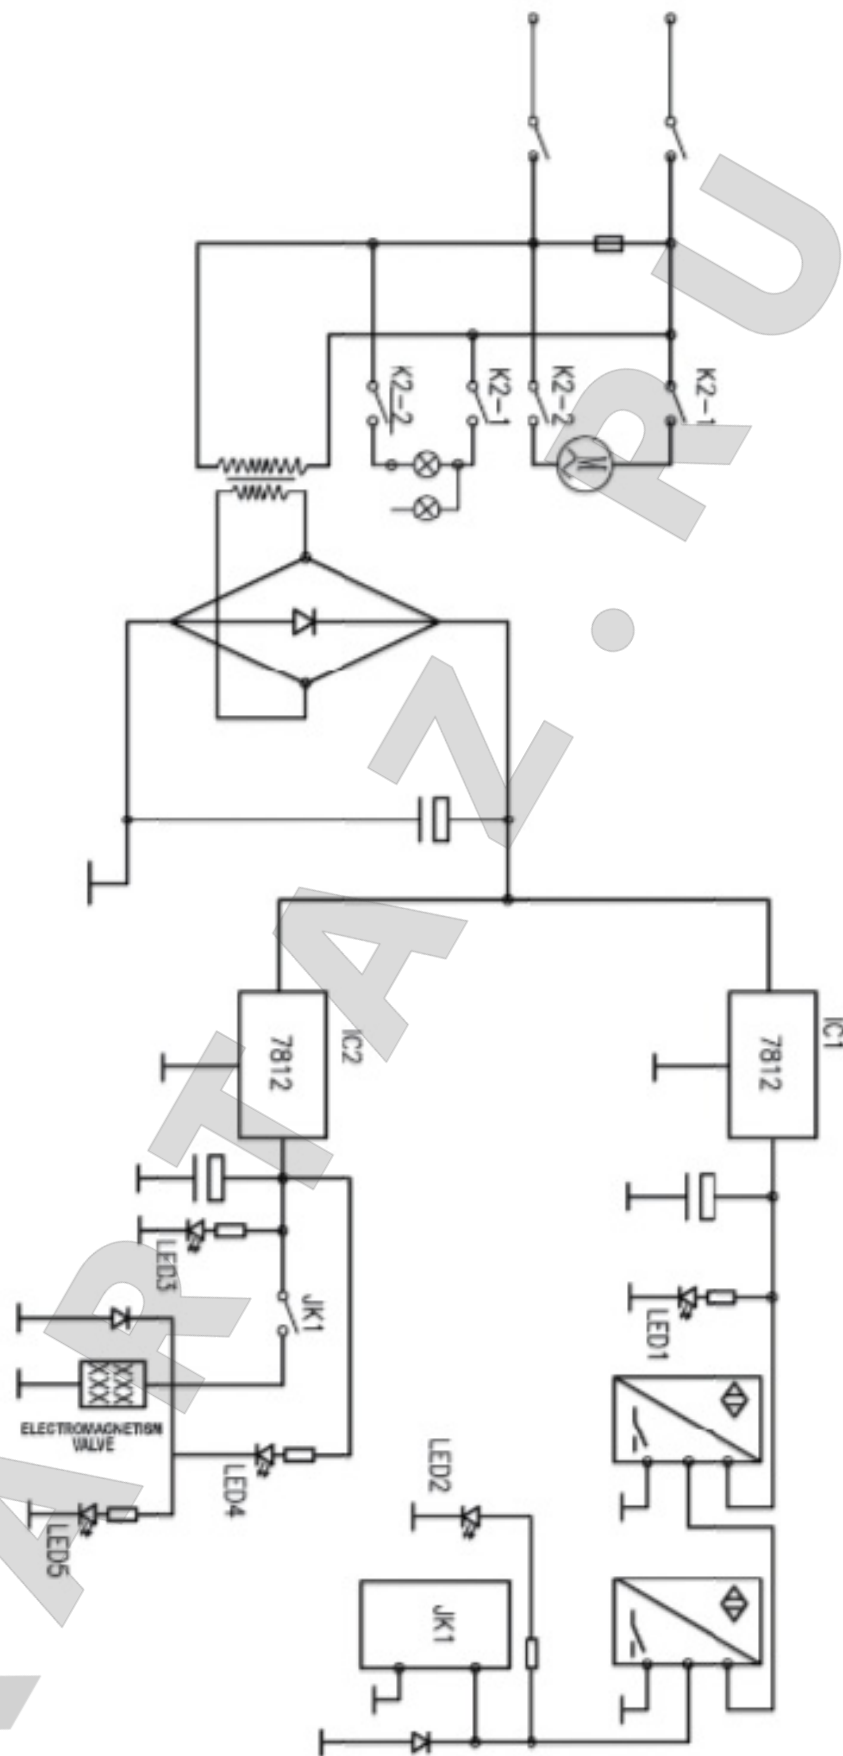 K2-1
K2-2
K2-1
K2-2
M
IC1
7812
IC2
7812
LED1
LED3
JK1
ELECTROMAGNETISN
VALVE
LED4
LED5
LED2
JK1
ARTAZ.RU